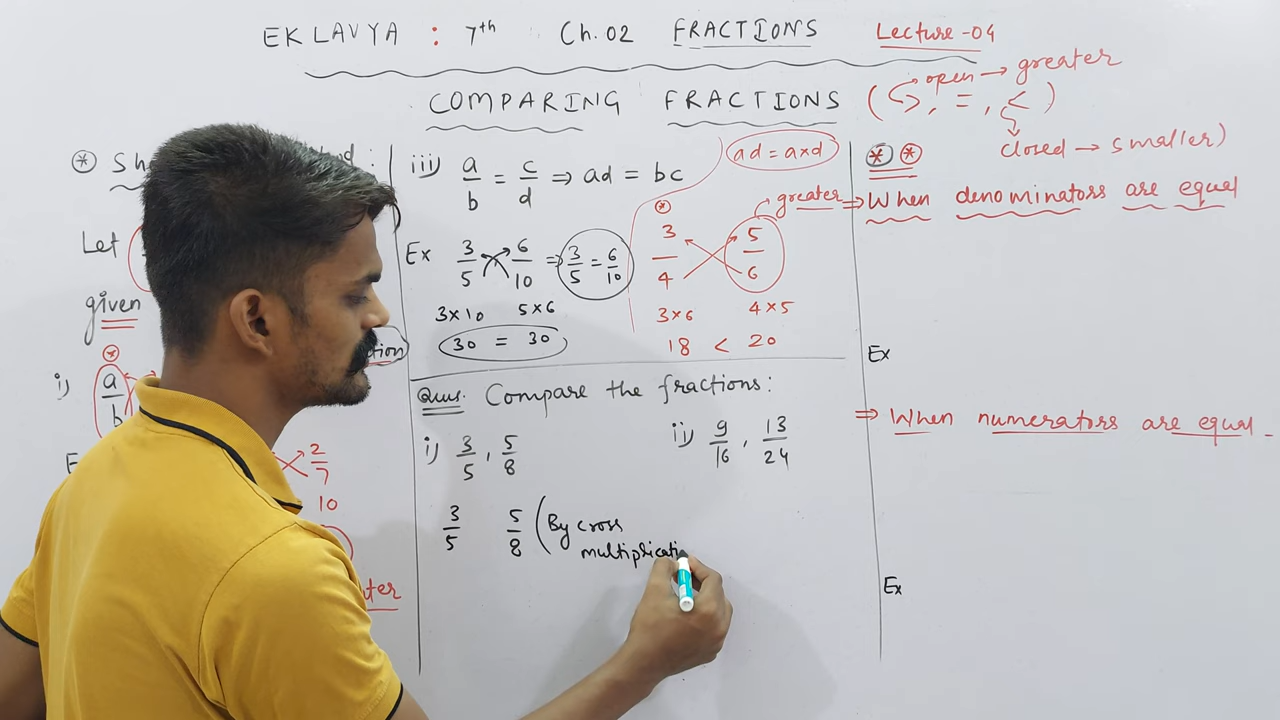 EKLAVYA : 7th Ch. 02 FRACTIONS Lecture -04
COMPARING FRACTIONS
( > , = , < )
open → greater
closed → smaller)
Let
given
i) a/b
2/7
10
iii) a/b = c/d ⇒ ad = bc
ad = a×d
Ex 3/5 6/10 ⇒ 3/5 = 6/10
3×10 5×6
30 = 30
3/4 5/6 greater
3×6 4×5
18 < 20
Ques. Compare the fractions:
i) 3/5 , 5/8 ii) 9/16 , 13/24
3/5 5/8 (By cross
⇒ When denominators are equal
Ex
⇒ When numerators are equal -
Ex